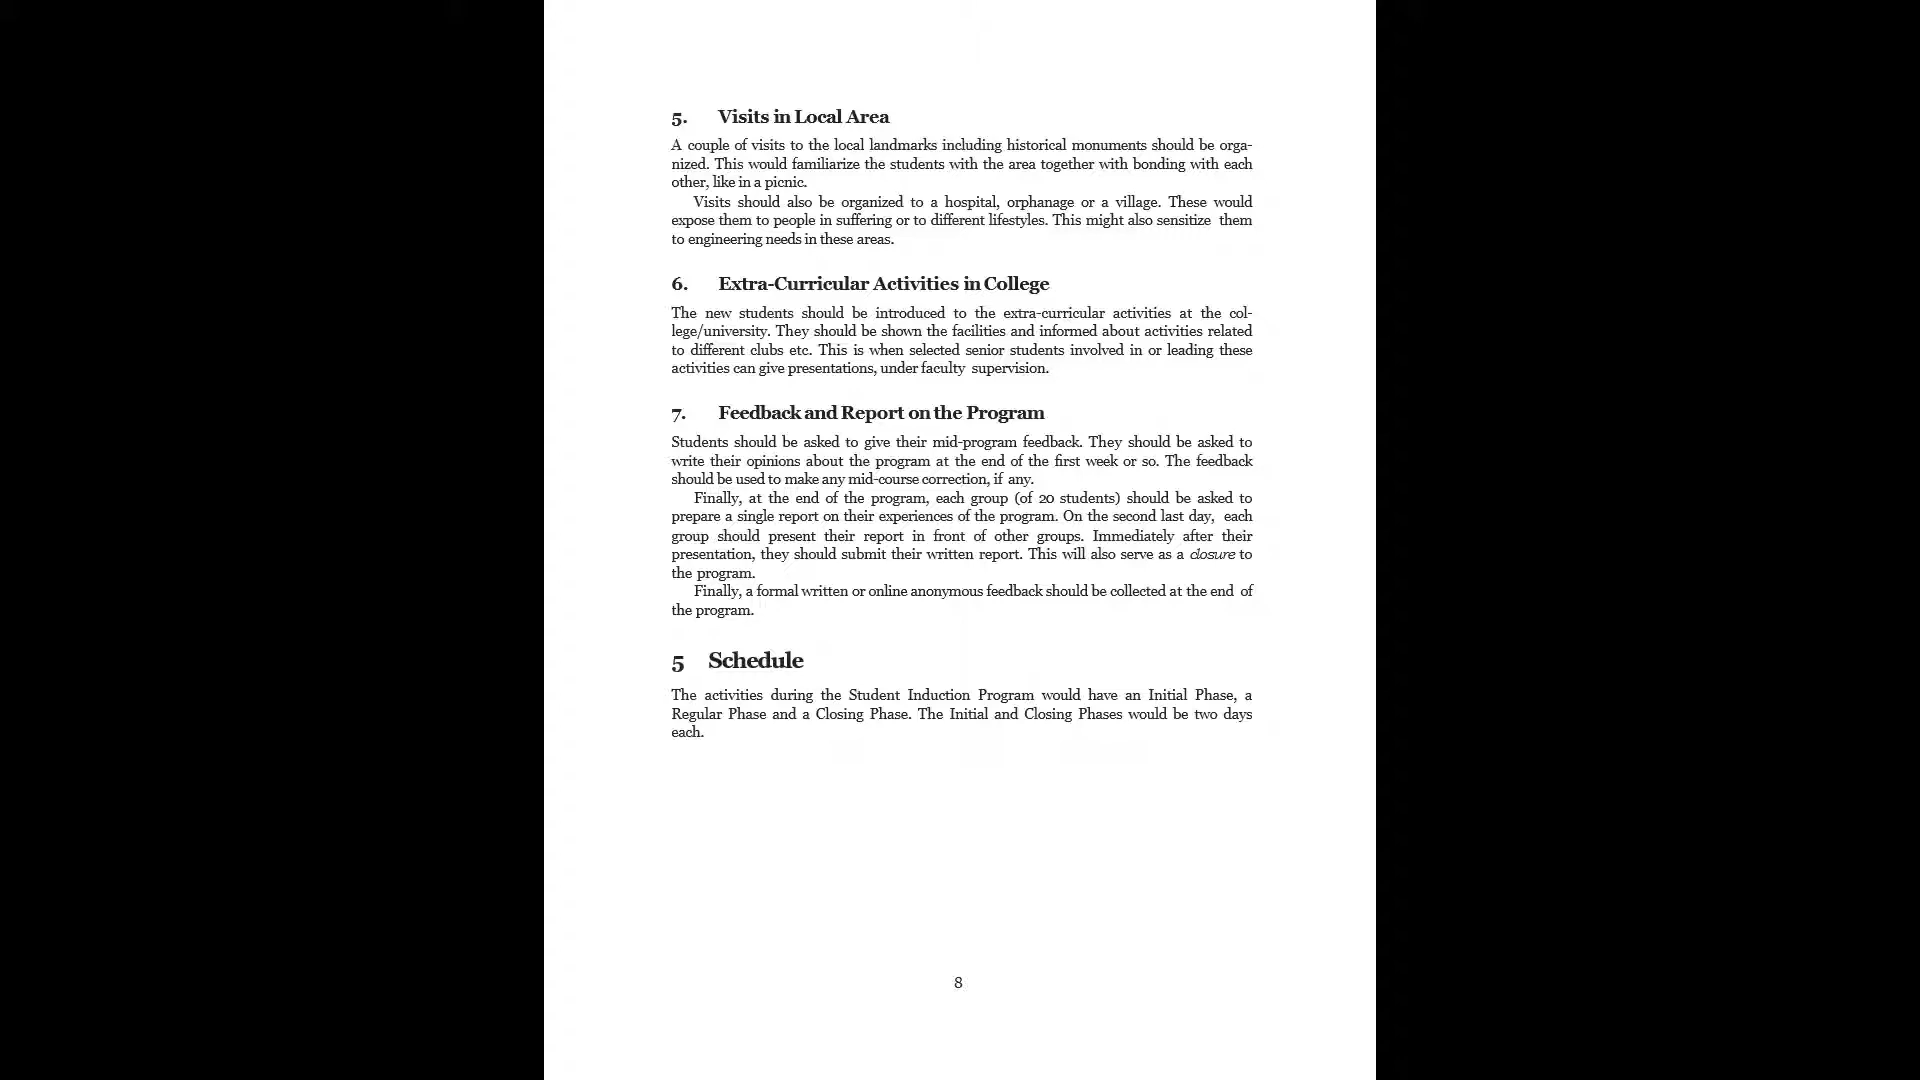 5. Visits in Local Area
A couple of visits to the local landmarks including historical monuments should be orga-
nized. This would familiarize the students with the area together with bonding with each
other, like in a picnic.
Visits should also be organized to a hospital, orphanage or a village. These would
expose them to people in suffering or to different lifestyles. This might also sensitize them
to engineering needs in these areas.
6. Extra-Curricular Activities in College
The new students should be introduced to the extra-curricular activities at the col-
lege/university. They should be shown the facilities and informed about activities related
to different clubs etc. This is when selected senior students involved in or leading these
activities can give presentations, under faculty supervision.
7. Feedback and Report on the Program
Students should be asked to give their mid-program feedback. They should be asked to
write their opinions about the program at the end of the first week or so. The feedback
should be used to make any mid-course correction, if any.
Finally, at the end of the program, each group (of 20 students) should be asked to
prepare a single report on their experiences of the program. On the second last day, each
group should present their report in front of other groups. Immediately after their
presentation, they should submit their written report. This will also serve as a closure to
the program.
Finally, a formal written or online anonymous feedback should be collected at the end of
the program.
5 Schedule
The activities during the Student Induction Program would have an Initial Phase, a
Regular Phase and a Closing Phase. The Initial and Closing Phases would be two days
each.
8